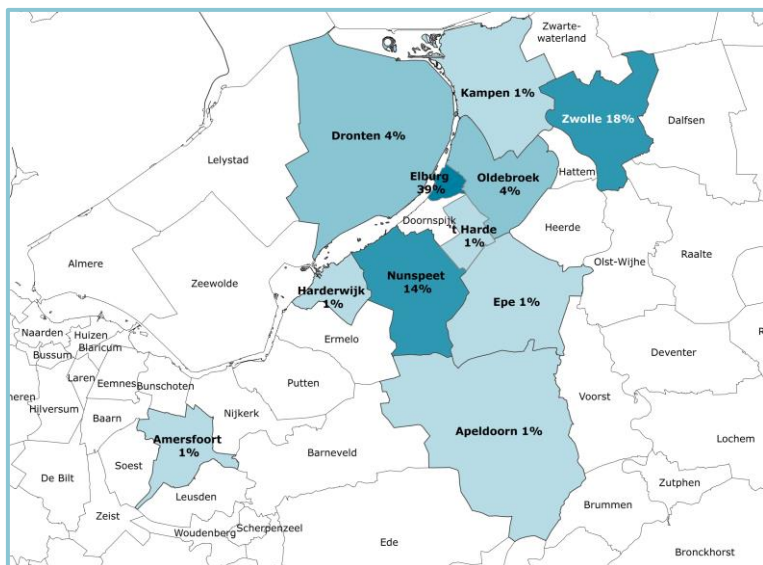 Zwarte-
waterland
Kampen 1%
Zwolle 18%
Dalfsen
Dronten 4%
Lelystad
Elburg
39%
Oldebroek
4%
Hattem
Doornspijk
't Harde
1%
Heerde
Almere
Zeewolde
Olst-Wijhe
Raalte
Harderwijk
1%
Nunspeet
14%
Epe 1%
Naarden
Huizen
Blaricum
Bussum
Ermelo
Deventer
Laren
Eemnes
Bunschoten
Putten
Hilversum
Baarn
Nijkerk
Voorst
Apeldoorn 1%
Amersfoort
1%
Lochem
Soest
Barneveld
De Bilt
Leusden
Zutphen
Zeist
Woudenberg
Scherpenzeel
Brummen
Ede
Bronckhorst